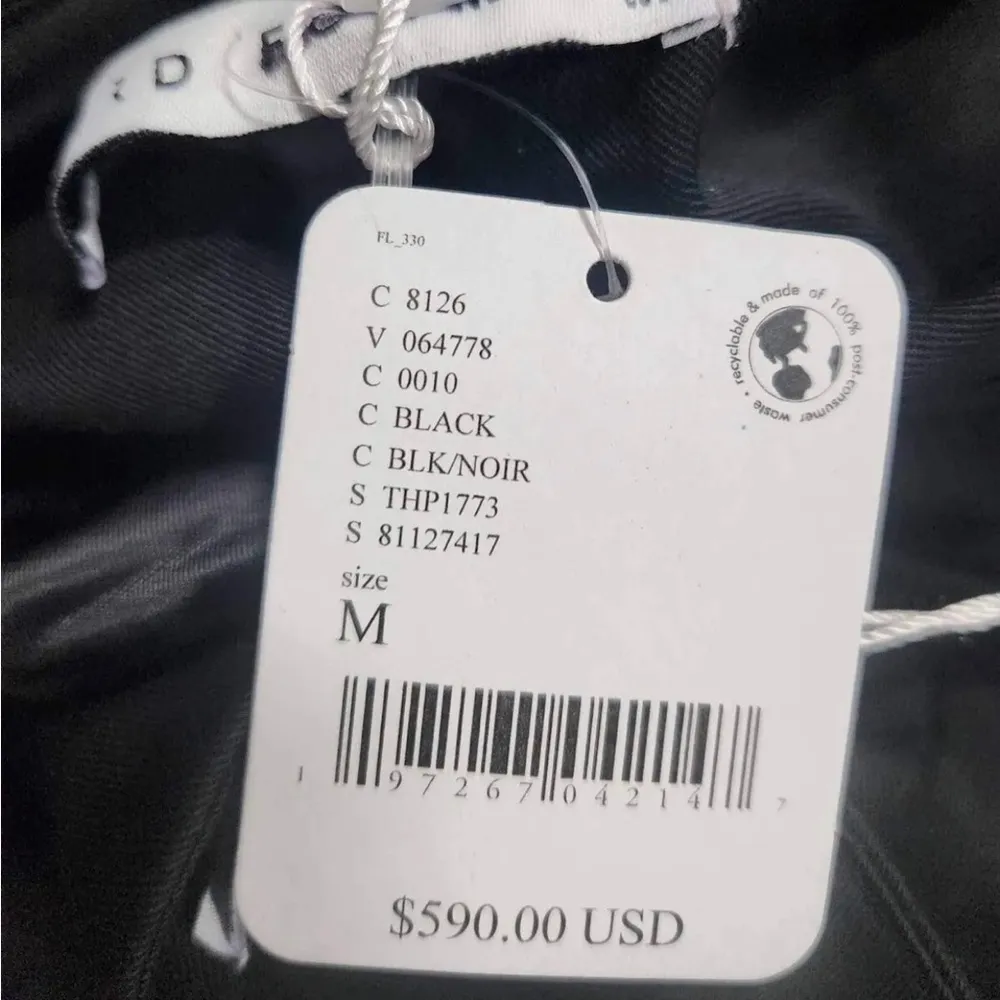 D
FL_330
recyclable & made of 100% post-consumer waste •
C 8126
V 064778
C 0010
C BLACK
C BLK/NOIR
S THP1773
S 81127417
size
M
1 97267 04214 7
$590.00 USD